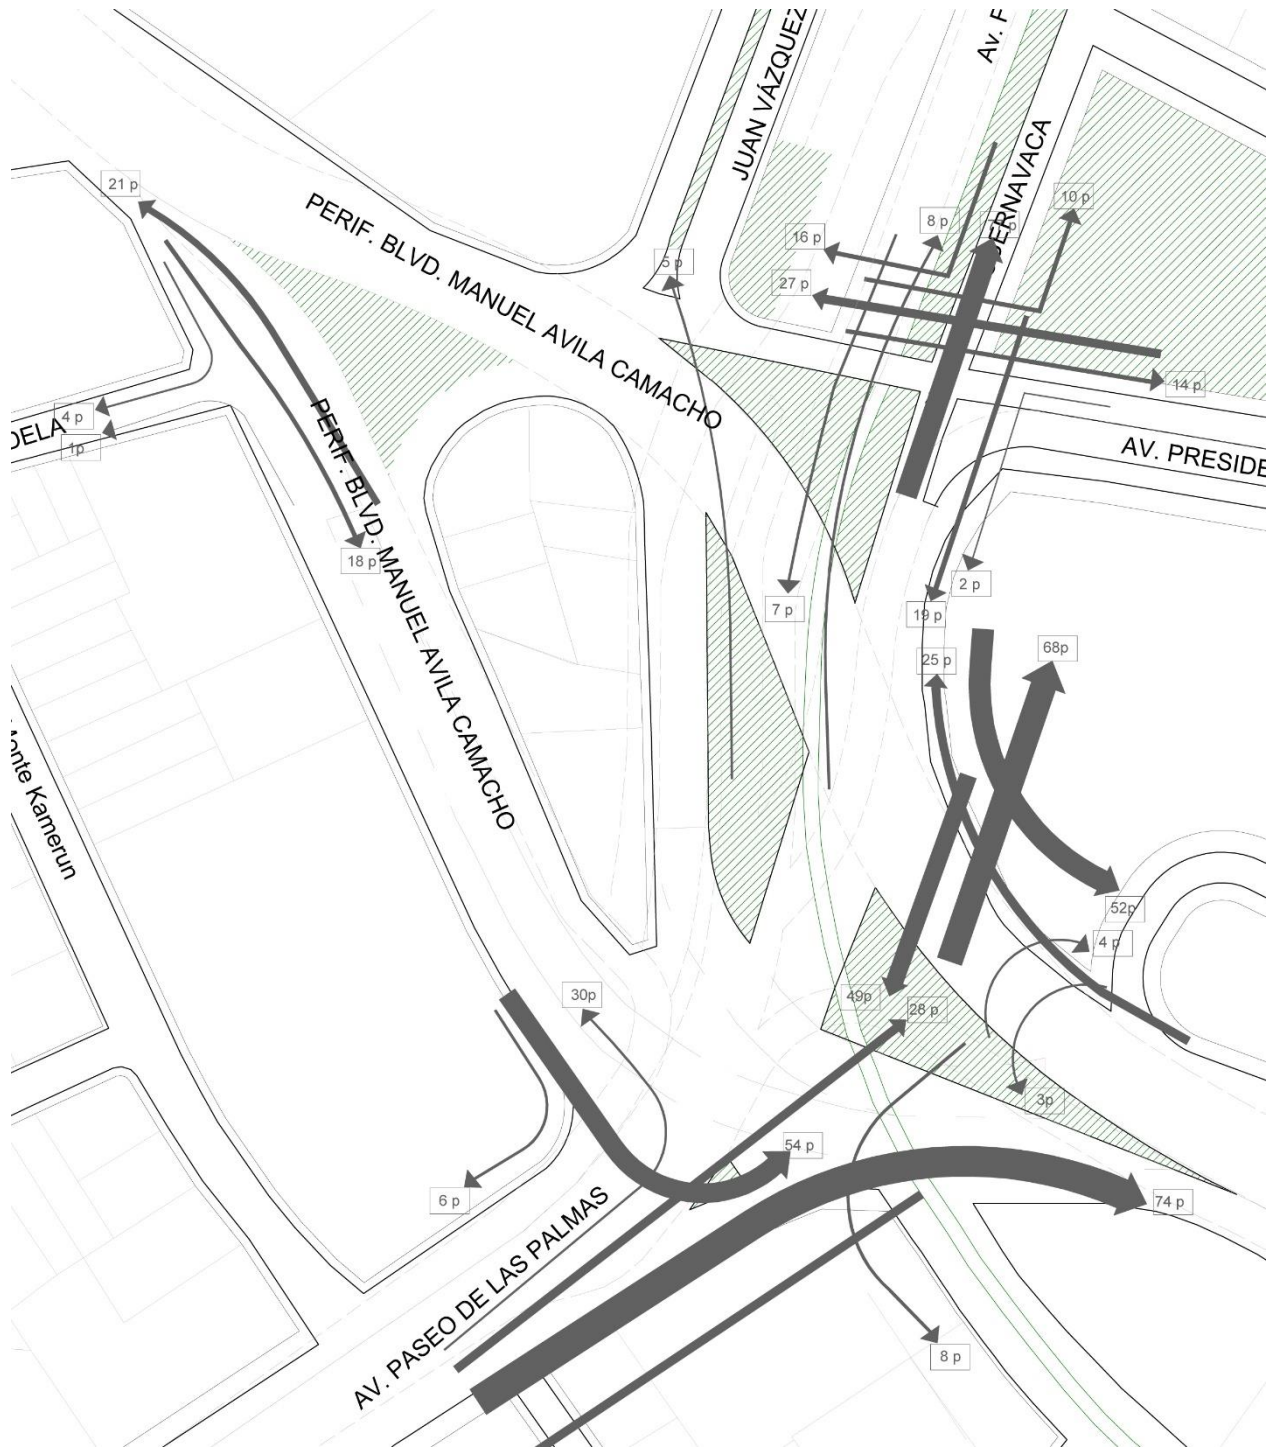 JUAN VÁZQUEZ
Av. F
21 p
PERIF. BLVD. MANUEL AVILA CAMACHO
10 p
8 p
16 p
5 p
27 p
14 p
4 p
DELA
1p
PERIF. BLVD. MANUEL AVILA CAMACHO
AV. PRESIDE
18 p
2 p
7 p
19 p
68p
25 p
Monte Kamerun
52p
4 p
30p
49p
28 p
3p
54 p
6 p
74 p
AV. PASEO DE LAS PALMAS
8 p